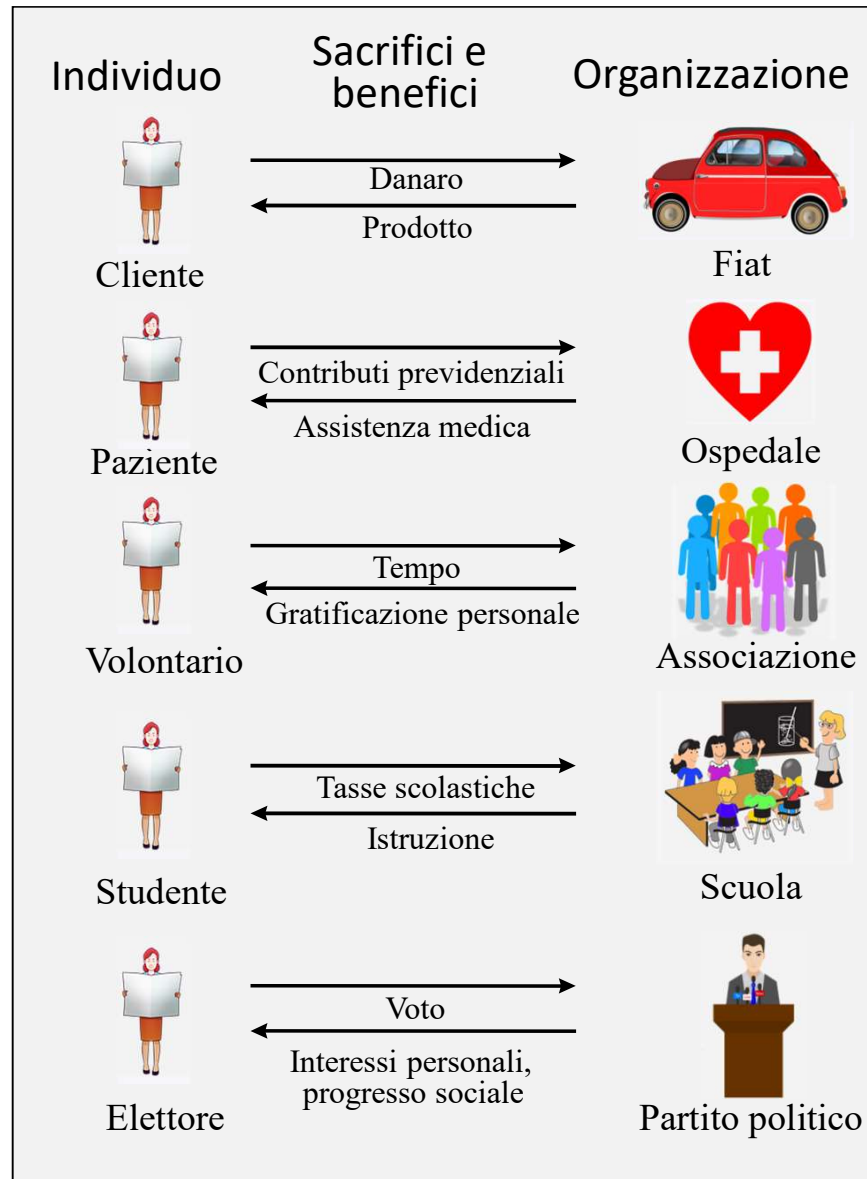 Individuo
Sacrifici e
benefici
Organizzazione
Danaro
Prodotto
Cliente
Fiat
Contributi previdenziali
Assistenza medica
Paziente
Ospedale
Tempo
Gratificazione personale
Volontario
Associazione
Tasse scolastiche
Istruzione
Studente
Scuola
Voto
Interessi personali,
progresso sociale
Elettore
Partito politico